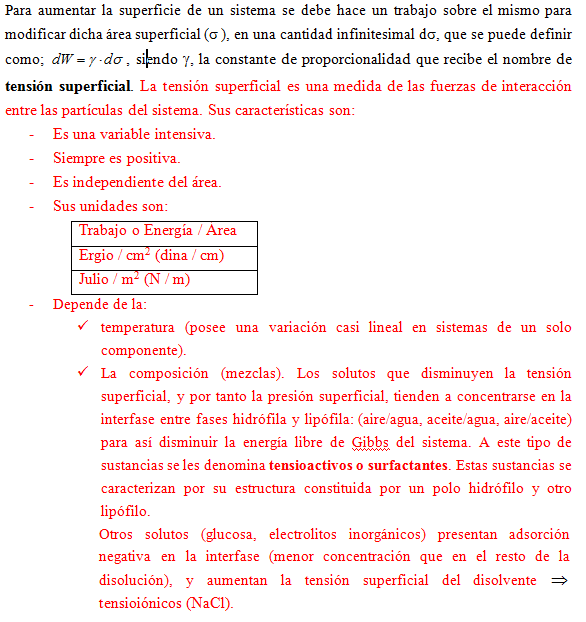 Para aumentar la superficie de un sistema se debe hace un trabajo sobre el mismo para
modificar dicha área superficial (σ), en una cantidad infinitesimal dσ, que se puede definir
como; dW = γ · dσ, siendo γ, la constante de proporcionalidad que recibe el nombre de
tensión superficial. La tensión superficial es una medida de las fuerzas de interacción
entre las partículas del sistema. Sus características son:
- Es una variable intensiva.
- Siempre es positiva.
- Es independiente del área.
- Sus unidades son:
Trabajo o Energía / Área
Ergio / cm² (dina / cm)
Julio / m² (N / m)
- Depende de la:
✓ temperatura (posee una variación casi lineal en sistemas de un solo
componente).
✓ La composición (mezclas). Los solutos que disminuyen la tensión
superficial, y por tanto la presión superficial, tienden a concentrarse en la
interfase entre fases hidrófila y lipófila: (aire/agua, aceite/agua, aire/aceite)
para así disminuir la energía libre de Gibbs del sistema. A este tipo de
sustancias se les denomina tensioactivos o surfactantes. Estas sustancias se
caracterizan por su estructura constituida por un polo hidrófilo y otro
lipófilo.
Otros solutos (glucosa, electrolitos inorgánicos) presentan adsorción
negativa en la interfase (menor concentración que en el resto de la
disolución), y aumentan la tensión superficial del disolvente ⇒
tensioiónicos (NaCl).